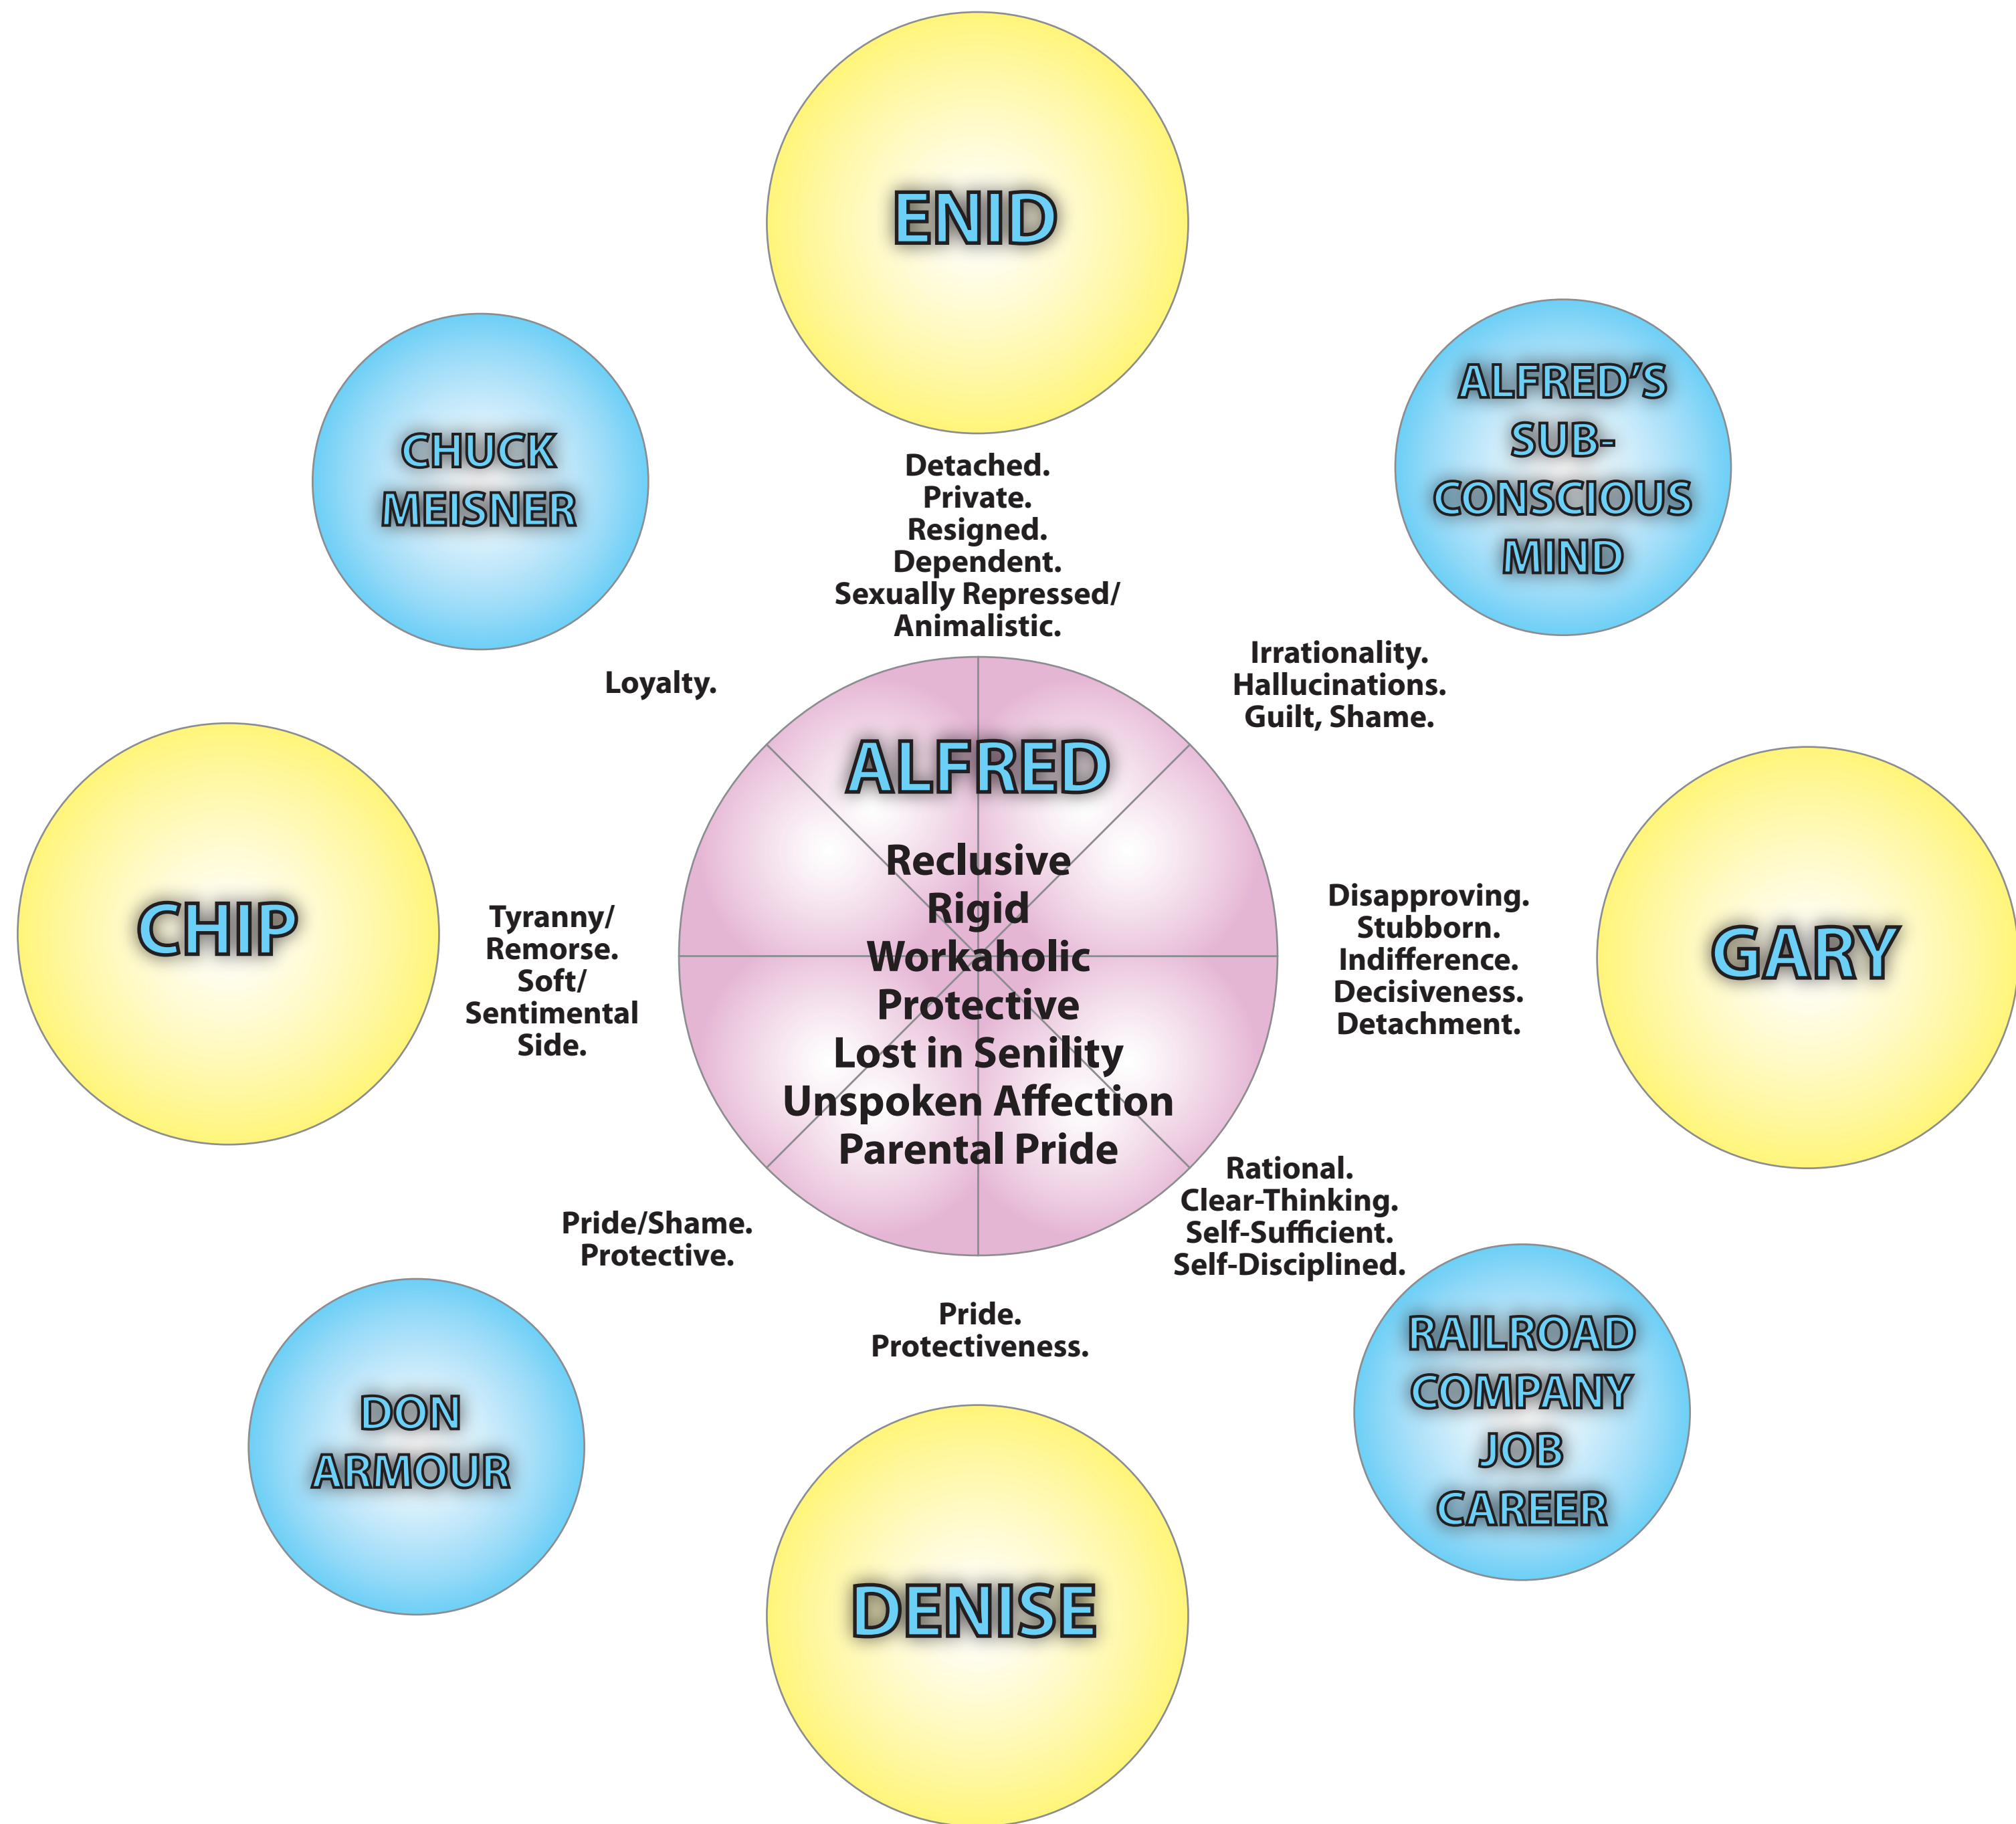 ENID
CHUCK
MEISNER
ALFRED’S
SUB-
CONSCIOUS
MIND
Detached.
Private.
Resigned.
Dependent.
Sexually Repressed/
Animalistic.
Loyalty.
Irrationality.
Hallucinations.
Guilt, Shame.
CHIP
Tyranny/
Remorse.
Soft/
Sentimental
Side.
ALFRED
Reclusive
Rigid
Workaholic
Protective
Lost in Senility
Unspoken Affection
Parental Pride
Disapproving.
Stubborn.
Indifference.
Decisiveness.
Detachment.
GARY
Pride/Shame.
Protective.
Rational.
Clear-Thinking.
Self-Sufficient.
Self-Disciplined.
Pride.
Protectiveness.
DON
ARMOUR
RAILROAD
COMPANY
JOB
CAREER
DENISE